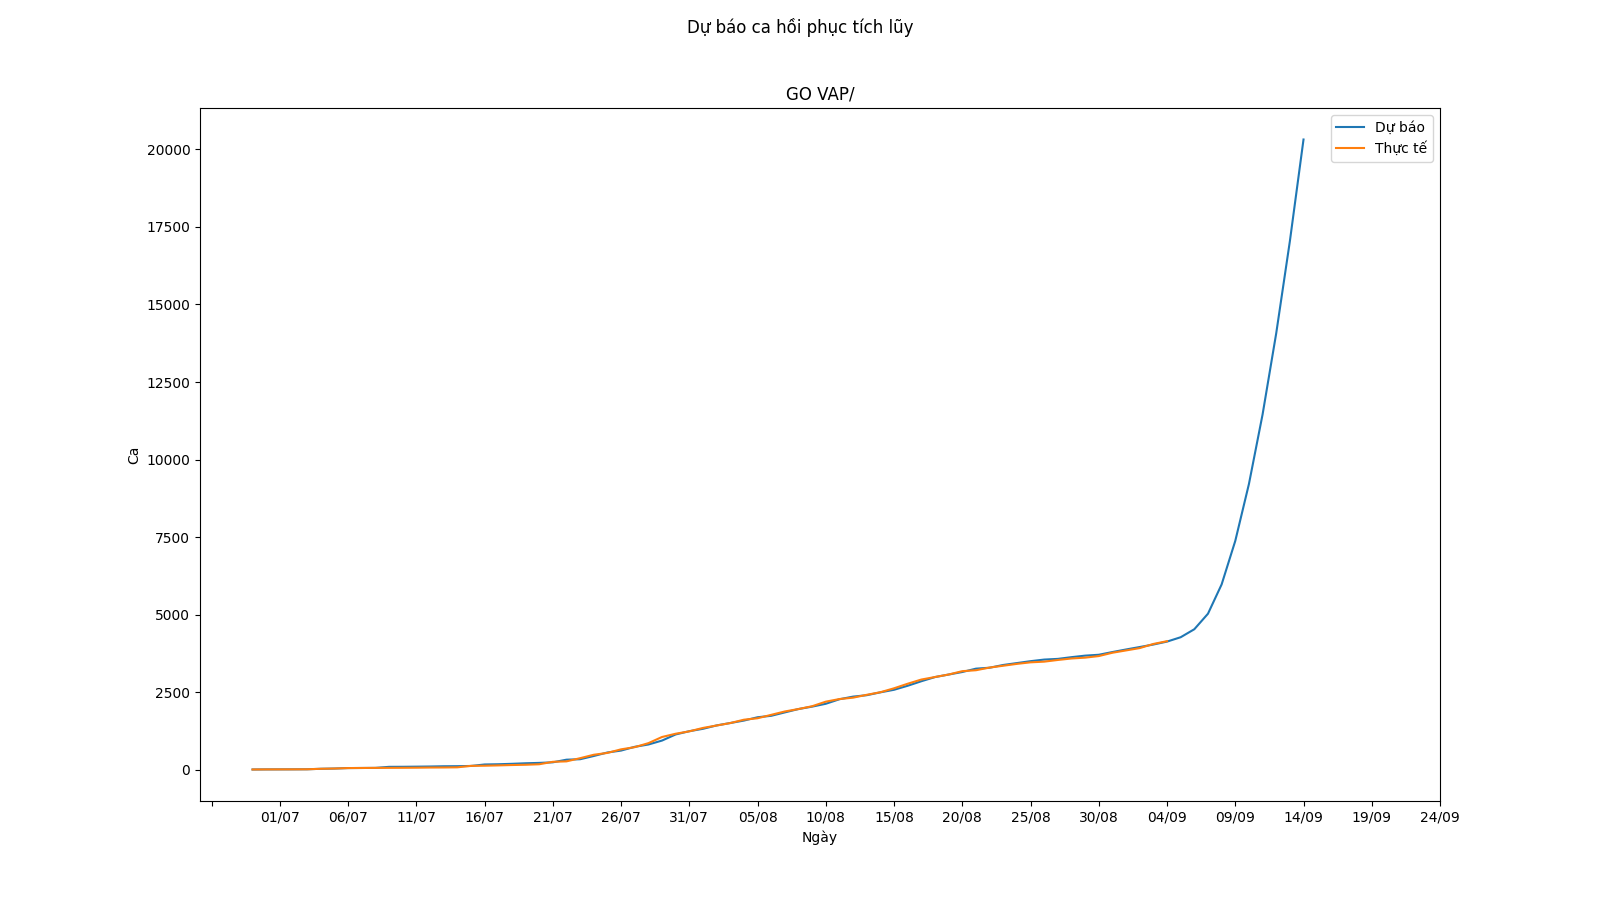 Dự báo ca hồi phục tích lũy
GO VAP/
Dự báo
Thực tế
20000
17500
15000
12500
10000
7500
5000
2500
0
Ca
01/07 06/07 11/07 16/07 21/07 26/07 31/07 05/08 10/08 15/08 20/08 25/08 30/08 04/09 09/09 14/09 19/09 24/09
Ngày